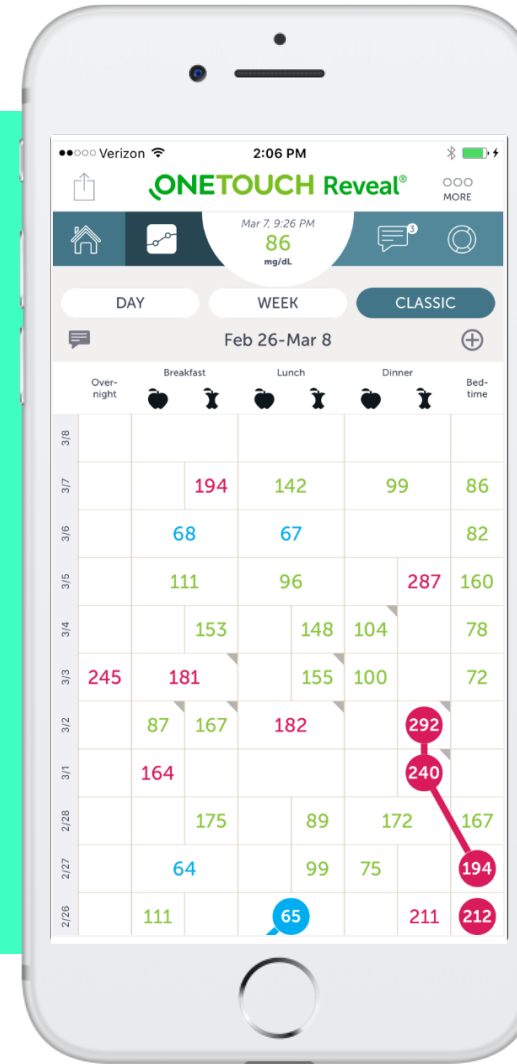 Verizon 2:06 PM
ONETOUCH Reveal®
MORE
Mar 7, 9:26 PM
86
mg/dL
3
DAY WEEK CLASSIC
Feb 26-Mar 8
Breakfast Lunch Dinner
Over-
night
Bed-
time
3/8
3/7 194 142 99 86
3/6 68 67 82
3/5 111 96 287 160
3/4 153 148 104 78
3/3 245 181 155 100 72
3/2 87 167 182 292
3/1 164 240
2/28 175 89 172 167
2/27 64 99 75 194
2/26 111 65 211 212